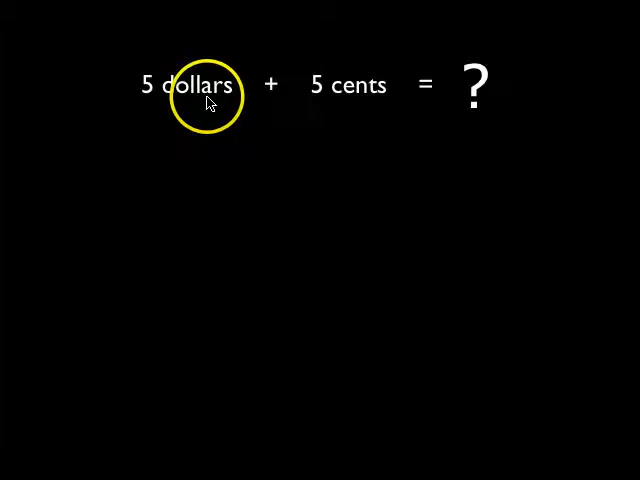 5 dollars + 5 cents = ?